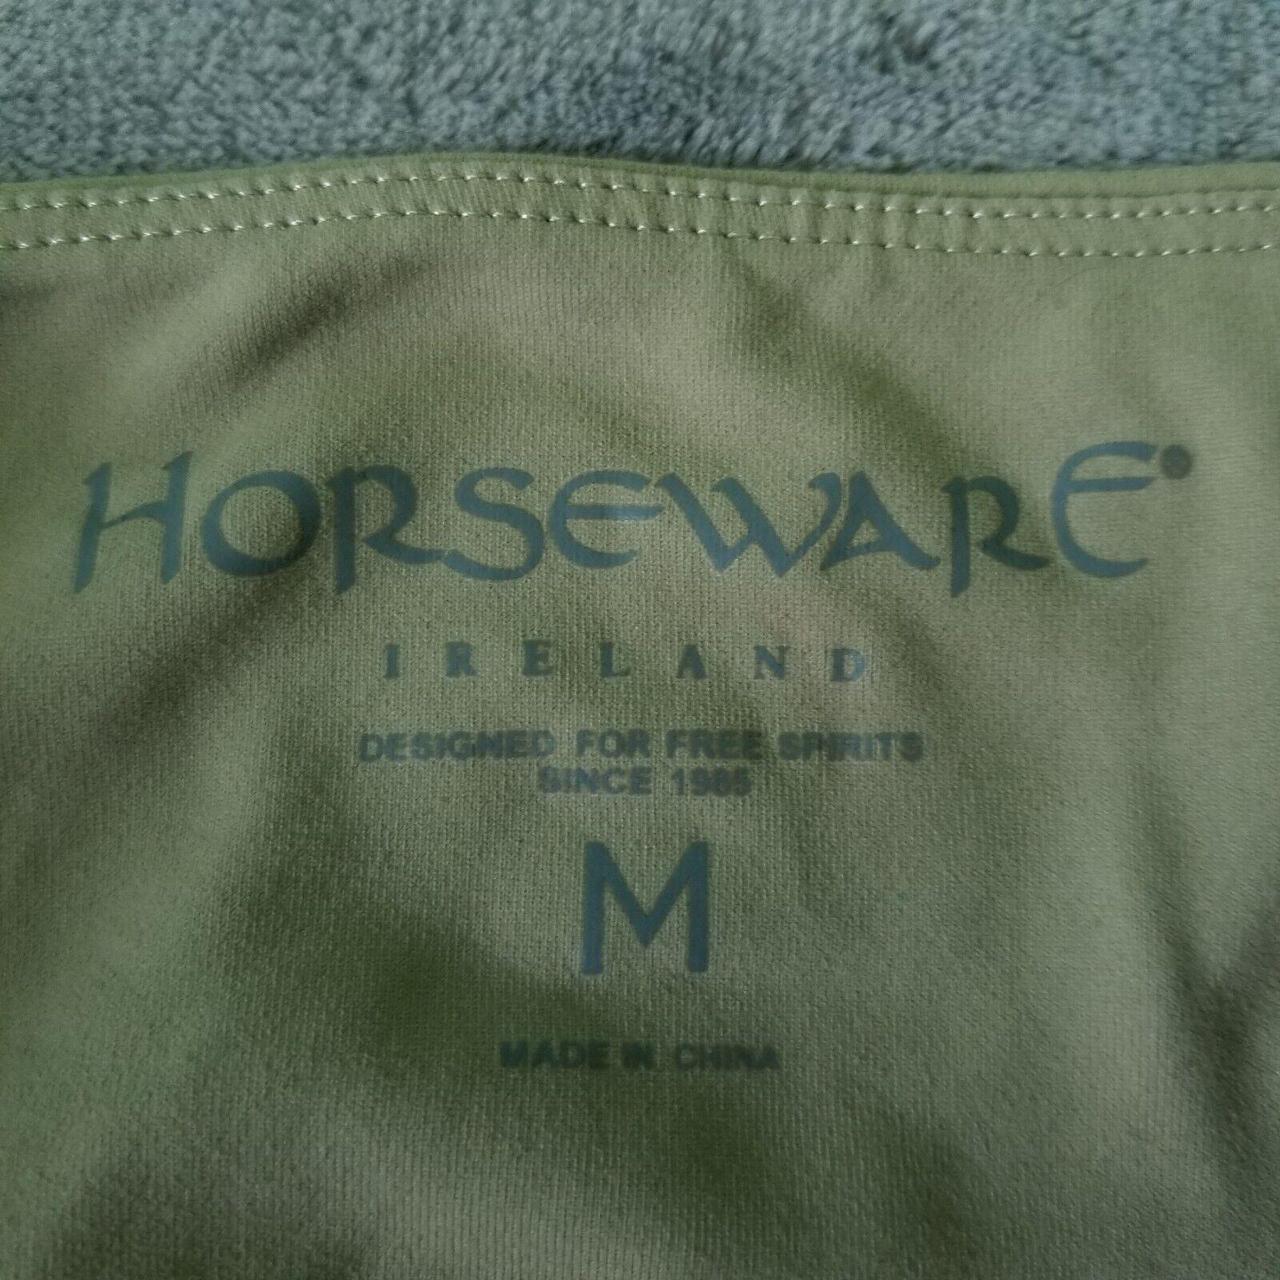 HORSEWARE®
IRELAND
DESIGNED FOR FREE SPIRITS
SINCE 1985
M
MADE IN CHINA